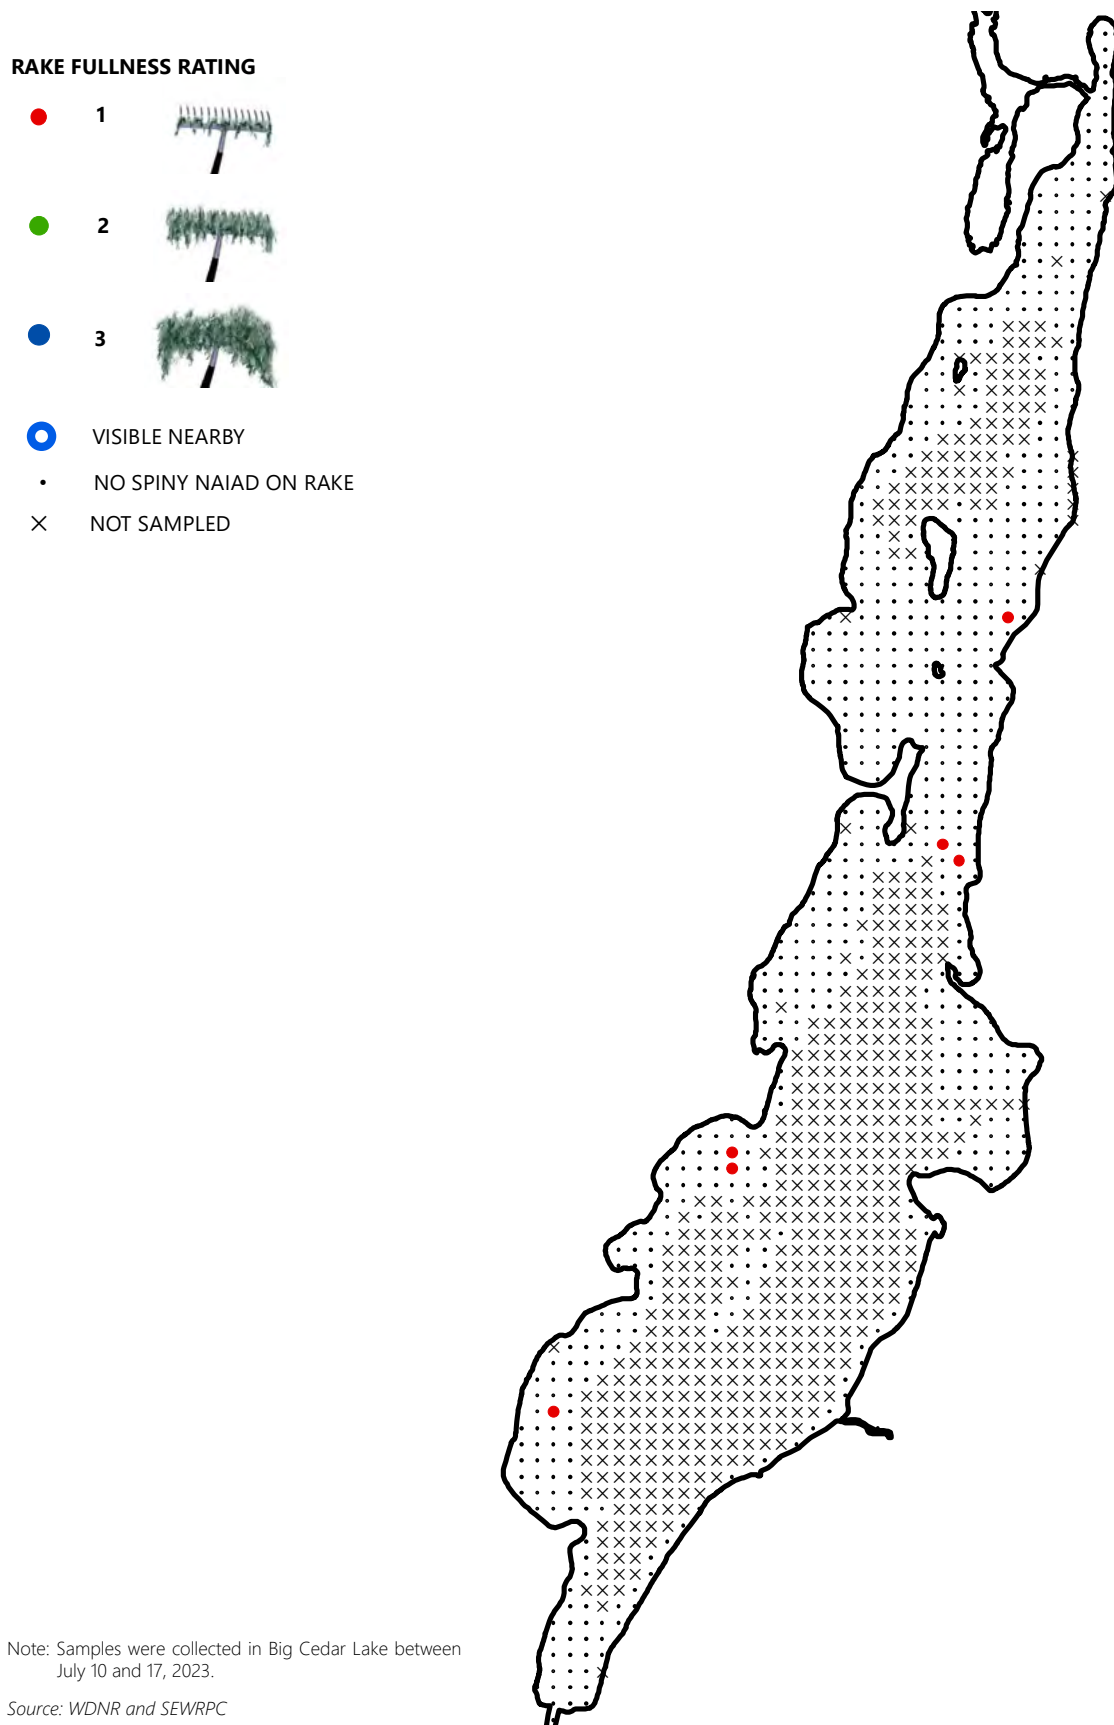 RAKE FULLNESS RATING
1
2
3
VISIBLE NEARBY
NO SPINY NAIAD ON RAKE
NOT SAMPLED
Note: Samples were collected in Big Cedar Lake between
July 10 and 17, 2023.
Source: WDNR and SEWRPC